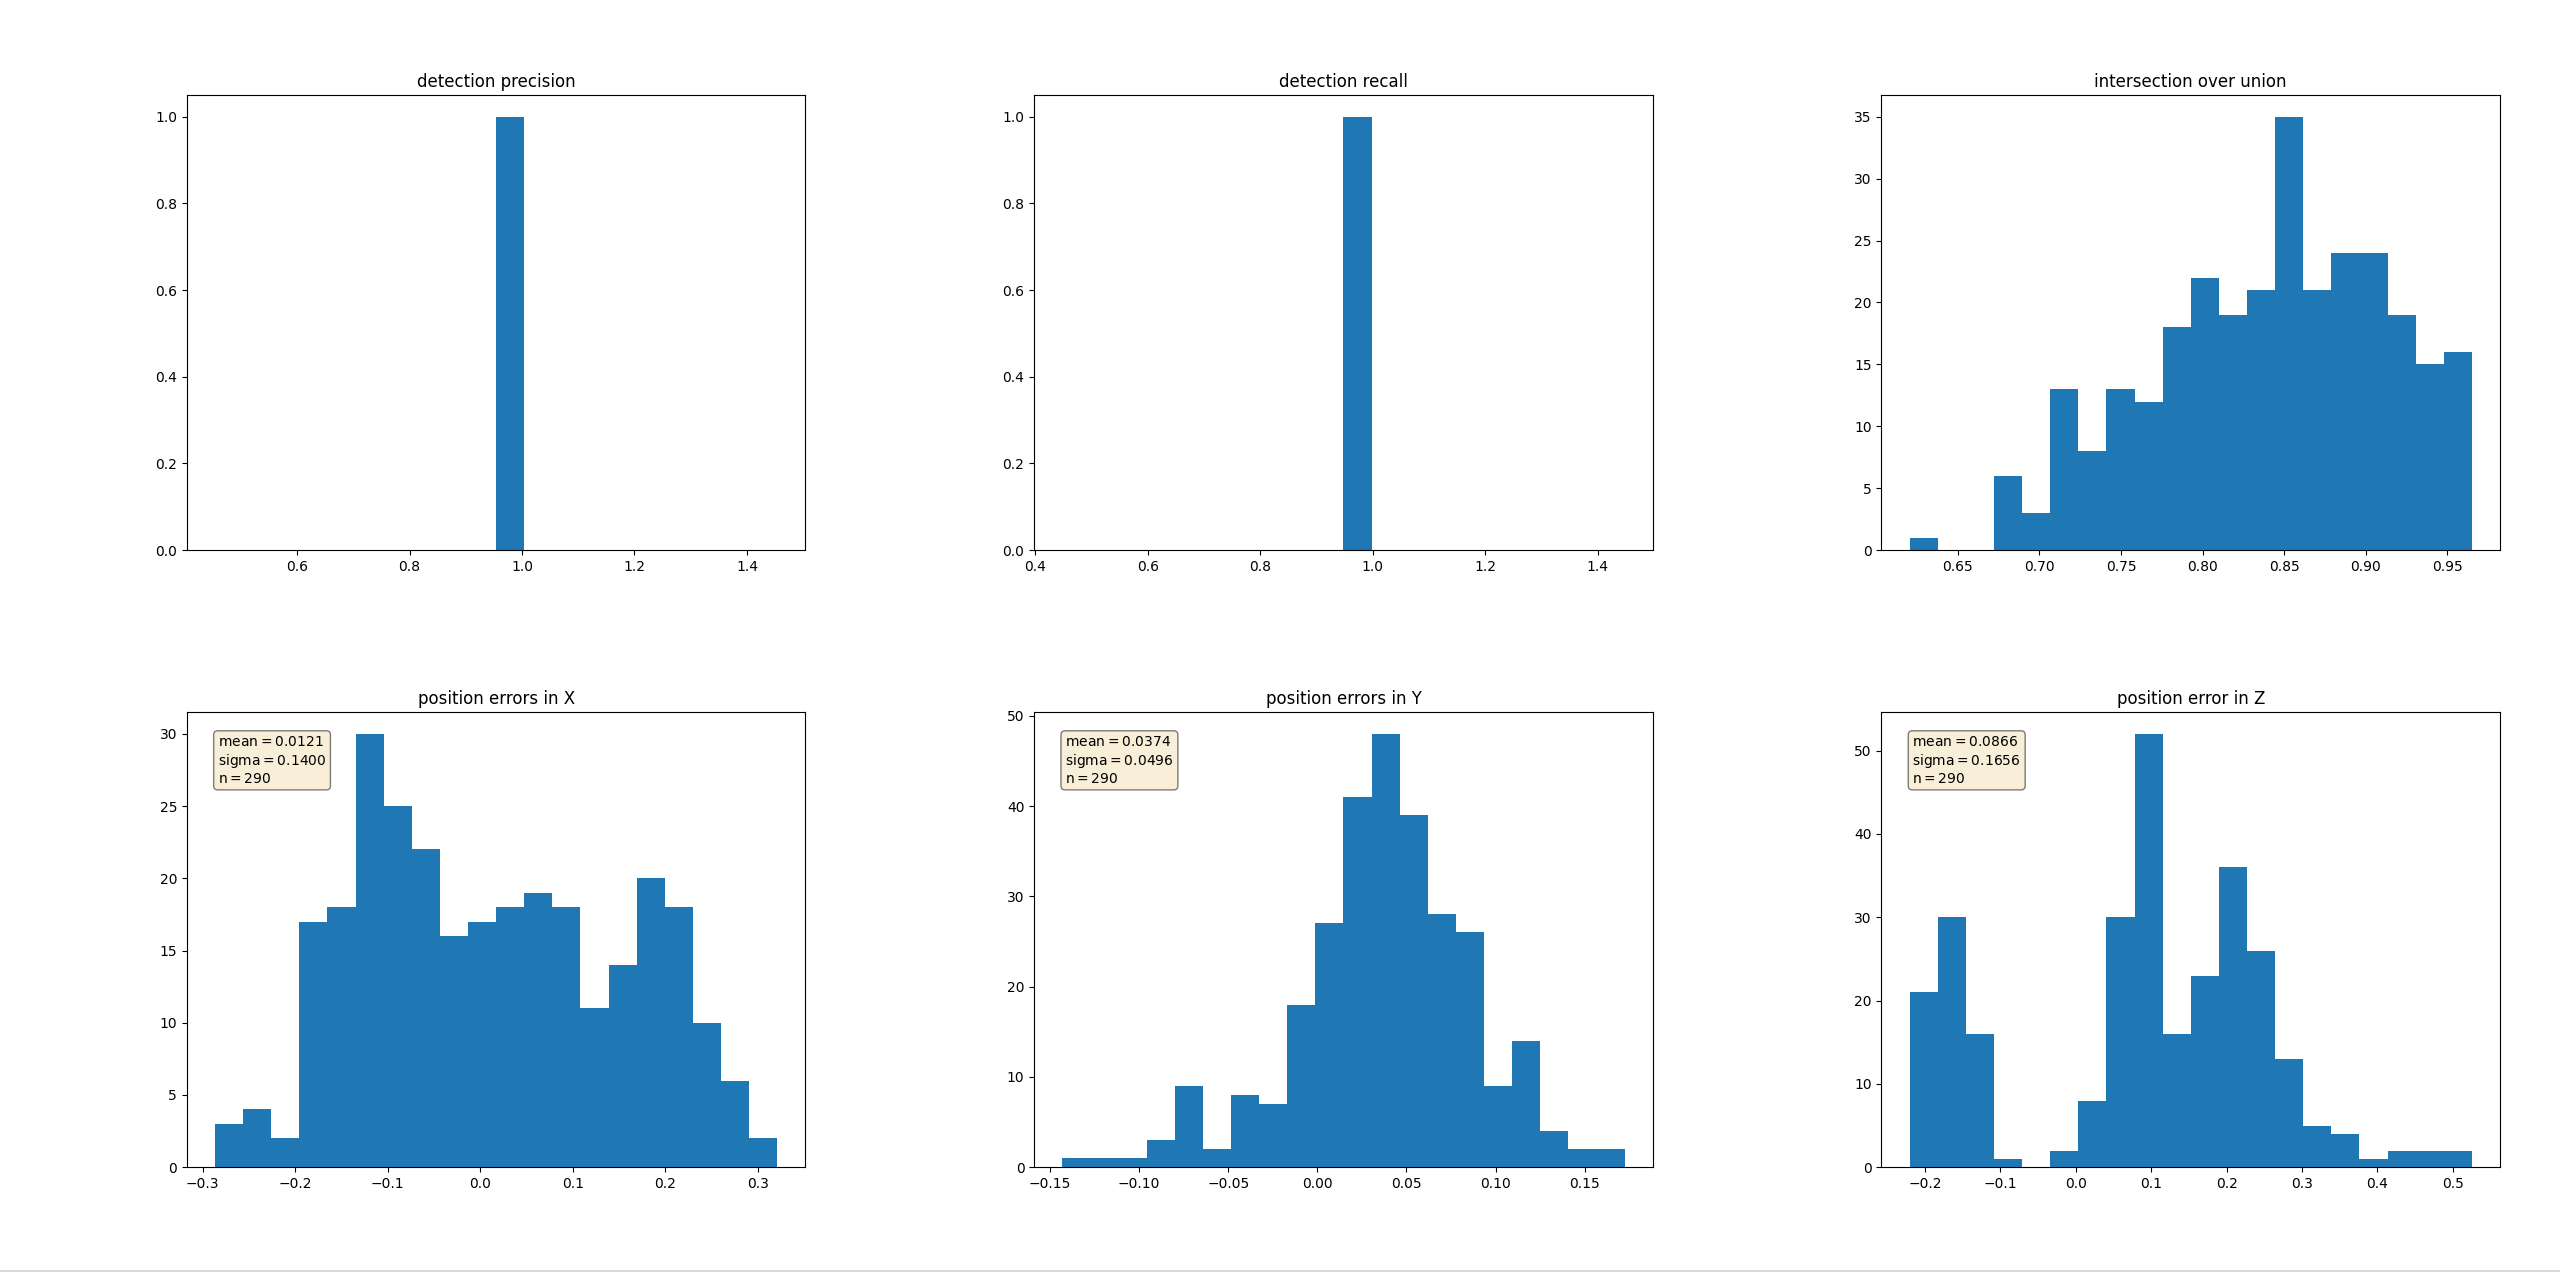 detection precision
1.0
0.8
0.6
0.4
0.2
0.0
0.6 0.8 1.0 1.2 1.4
detection recall
1.0
0.8
0.6
0.4
0.2
0.0
0.4 0.6 0.8 1.0 1.2 1.4
intersection over union
35
30
25
20
15
10
5
0
0.65 0.70 0.75 0.80 0.85 0.90 0.95
position errors in X
mean = 0.0121
sigma = 0.1400
n = 290
30
25
20
15
10
5
0
−0.3 −0.2 −0.1 0.0 0.1 0.2 0.3
position errors in Y
mean = 0.0374
sigma = 0.0496
n = 290
50
40
30
20
10
0
−0.15 −0.10 −0.05 0.00 0.05 0.10 0.15
position error in Z
mean = 0.0866
sigma = 0.1656
n = 290
50
40
30
20
10
0
−0.2 −0.1 0.0 0.1 0.2 0.3 0.4 0.5